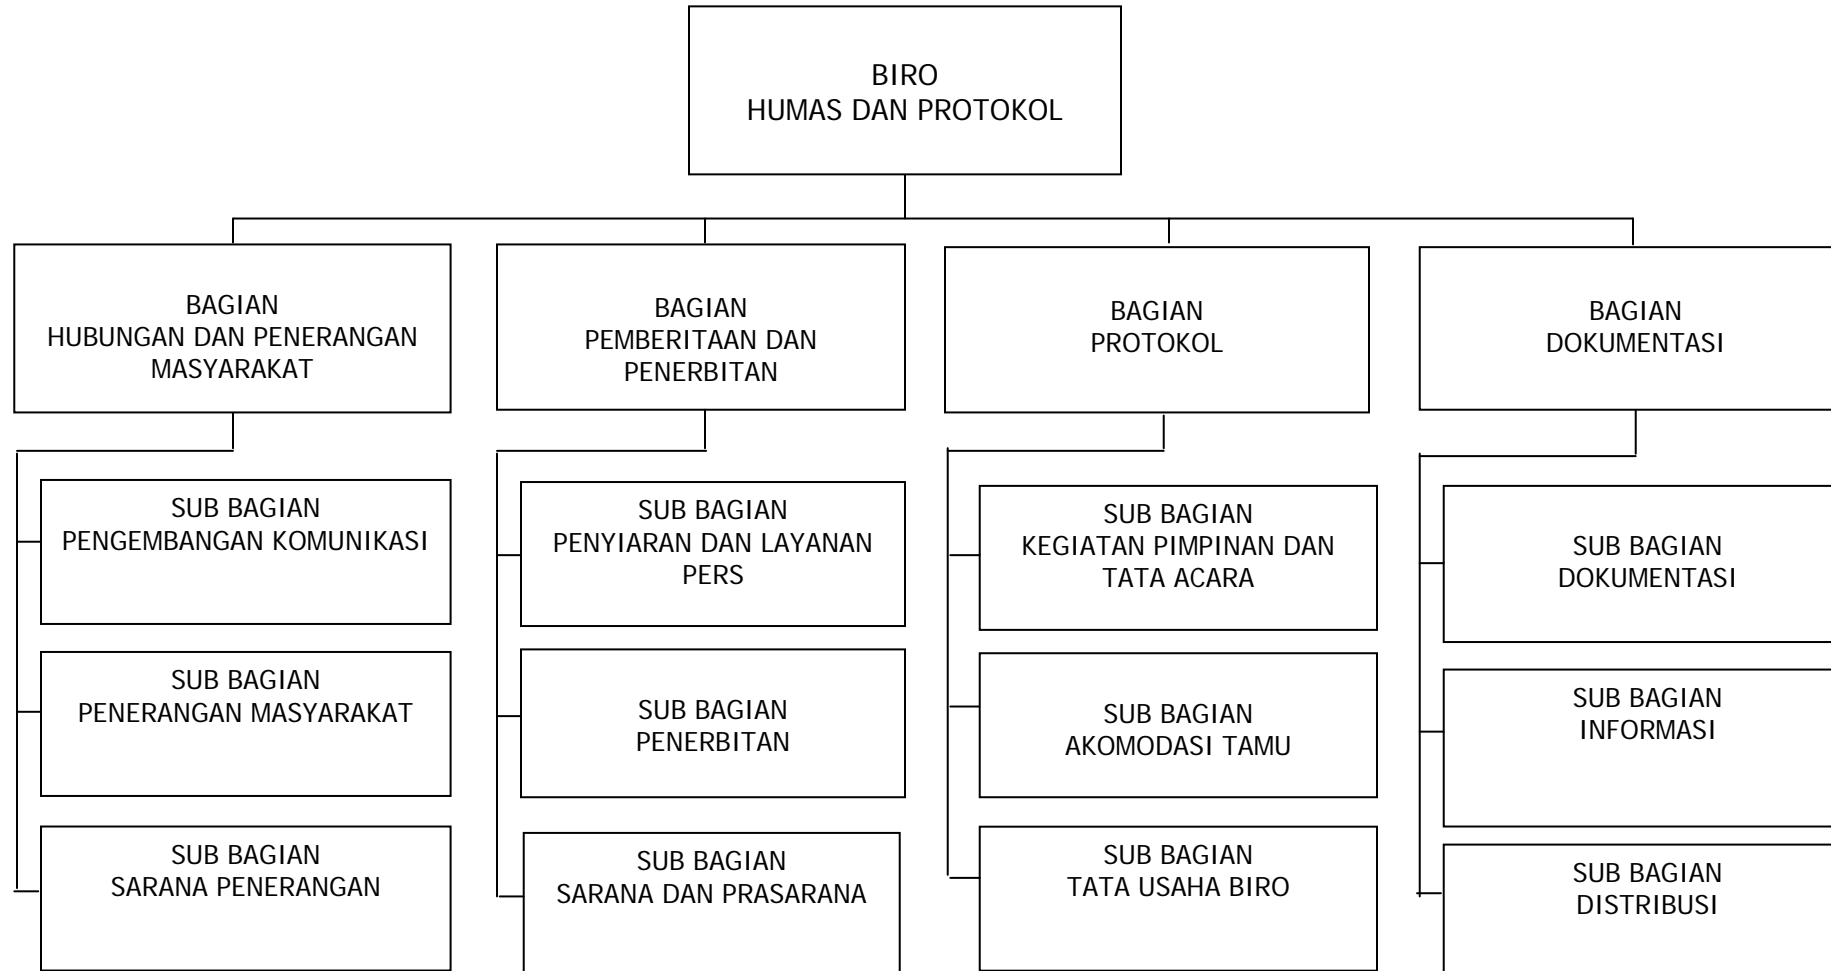 BIRO
HUMAS DAN PROTOKOL
BAGIAN
HUBUNGAN DAN PENERANGAN
MASYARAKAT
BAGIAN
PEMBERITAAN DAN
PENERBITAN
BAGIAN
PROTOKOL
BAGIAN
DOKUMENTASI
SUB BAGIAN
PENGEMBANGAN KOMUNIKASI
SUB BAGIAN
PENERANGAN MASYARAKAT
SUB BAGIAN
SARANA PENERANGAN
SUB BAGIAN
PENYIARAN DAN LAYANAN
PERS
SUB BAGIAN
PENERBITAN
SUB BAGIAN
SARANA DAN PRASARANA
SUB BAGIAN
KEGIATAN PIMPINAN DAN
TATA ACARA
SUB BAGIAN
AKOMODASI TAMU
SUB BAGIAN
TATA USAHA BIRO
SUB BAGIAN
DOKUMENTASI
SUB BAGIAN
INFORMASI
SUB BAGIAN
DISTRIBUSI